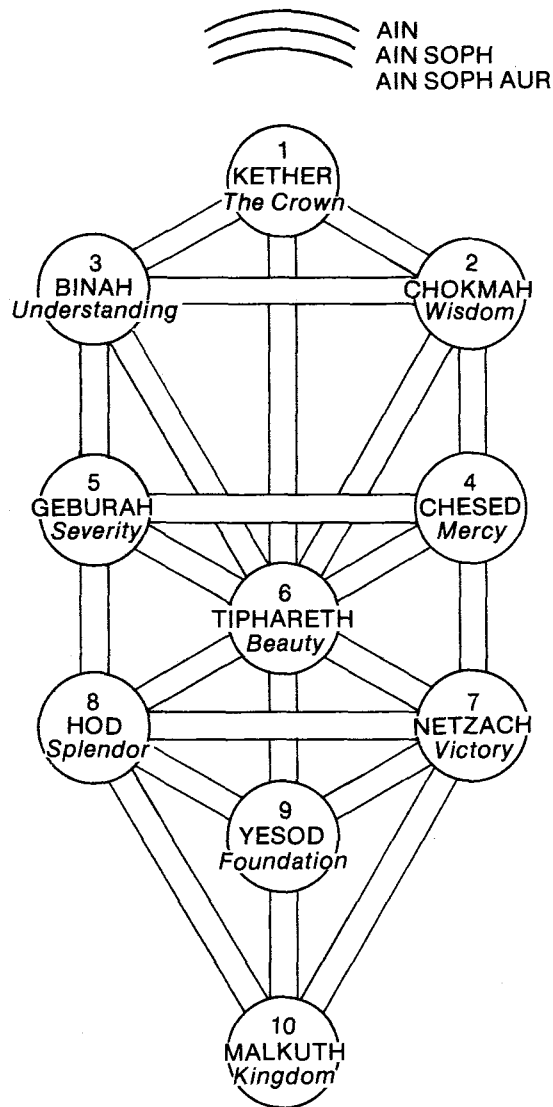 AIN
AIN SOPH
AIN SOPH AUR
1
KETHER
The Crown
3
BINAH
Understanding
2
CHOKMAH
Wisdom
5
GEBURAH
Severity
4
CHESED
Mercy
6
TIPHARETH
Beauty
8
HOD
Splendor
7
NETZACH
Victory
9
YESOD
Foundation
10
MALKUTH
Kingdom